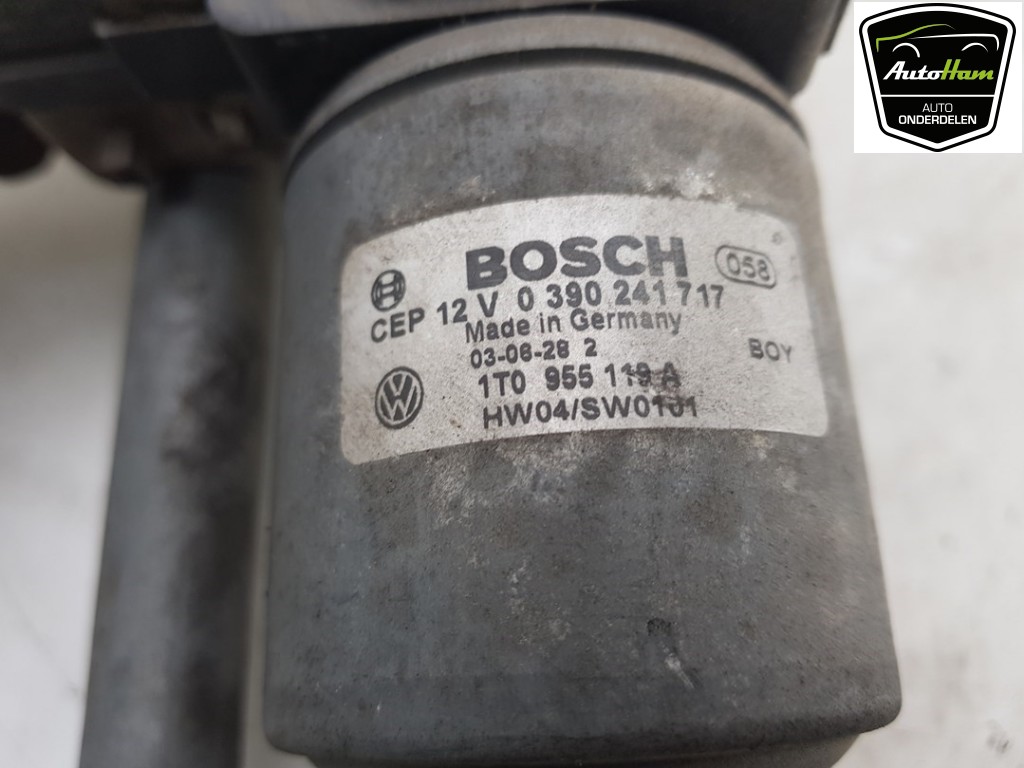 AutoHam
AUTO
ONDERDELEN
BOSCH 058
CEP 12 V 0 390 241 717
Made in Germany
03-06-28 2 BOY
1T0 955 119 A
HW04/SW0101